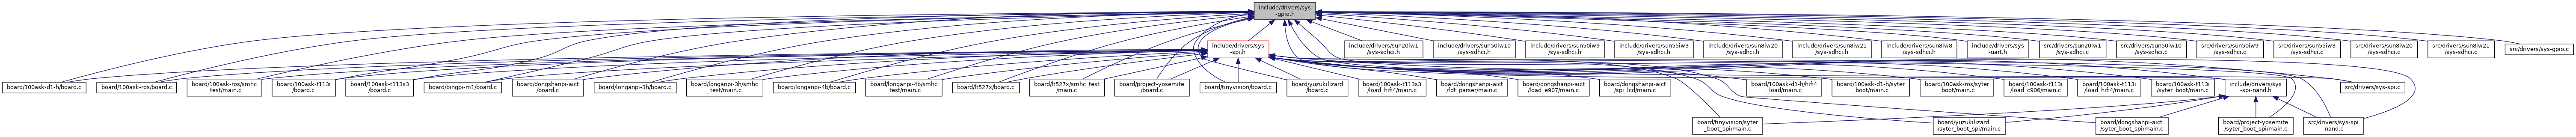 include/drivers/sys
-gpio.h
include/drivers/sys
-spi.h
include/drivers/sun20iw1
/sys-sdhci.h
include/drivers/sun50iw10
/sys-sdhci.h
include/drivers/sun50iw9
/sys-sdhci.h
include/drivers/sun55iw3
/sys-sdhci.h
include/drivers/sun8iw20
/sys-sdhci.h
include/drivers/sun8iw21
/sys-sdhci.h
include/drivers/sun8iw8
/sys-sdhci.h
include/drivers/sys
-uart.h
src/drivers/sun20iw1
/sys-sdhci.c
src/drivers/sun50iw10
/sys-sdhci.c
src/drivers/sun50iw9
/sys-sdhci.c
src/drivers/sun55iw3
/sys-sdhci.c
src/drivers/sun8iw20
/sys-sdhci.c
src/drivers/sun8iw21
/sys-sdhci.c
src/drivers/sys-gpio.c
board/100ask-d1-h/board.c
board/100ask-ros/board.c
board/100ask-ros/smhc
_test/main.c
board/100ask-t113i
/board.c
board/100ask-t113s3
/board.c
board/bingpi-m1/board.c
board/dongshanpi-aict
/board.c
board/longanpi-3h/board.c
board/longanpi-3h/smhc
_test/main.c
board/longanpi-4b/board.c
board/longanpi-4b/smhc
_test/main.c
board/lt527x/board.c
board/lt527x/smhc_test
/main.c
board/project-yosemite
/board.c
board/tinyvision/board.c
board/yuzukilizard
/board.c
board/100ask-t113s3
/load_hifi4/main.c
board/dongshanpi-aict
/fdt_parser/main.c
board/dongshanpi-aict
/load_e907/main.c
board/dongshanpi-aict
/spi_lcd/main.c
board/100ask-d1-h/hifi4
_load/main.c
board/100ask-d1-h/syter
_boot/main.c
board/100ask-ros/syter
_boot/main.c
board/100ask-t113i
/load_c906/main.c
board/100ask-t113i
/load_hifi4/main.c
board/100ask-t113i
/syter_boot/main.c
include/drivers/sys
-spi-nand.h
src/drivers/sys-spi.c
board/tinyvision/syter
_boot_spi/main.c
board/yuzukilizard
/syter_boot_spi/main.c
board/dongshanpi-aict
/syter_boot_spi/main.c
board/project-yosemite
/syter_boot_spi/main.c
src/drivers/sys-spi
-nand.c